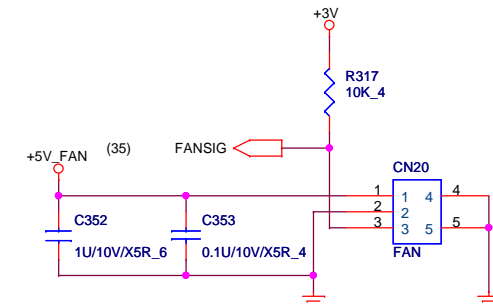 +3V
R317
10K_4
(35) FANSIG
+5V_FAN
CN20
C352
C353
1U/10V/X5R_6
0.1U/10V/X5R_4
1 1 4 4
2 2
3 3 5 5
FAN